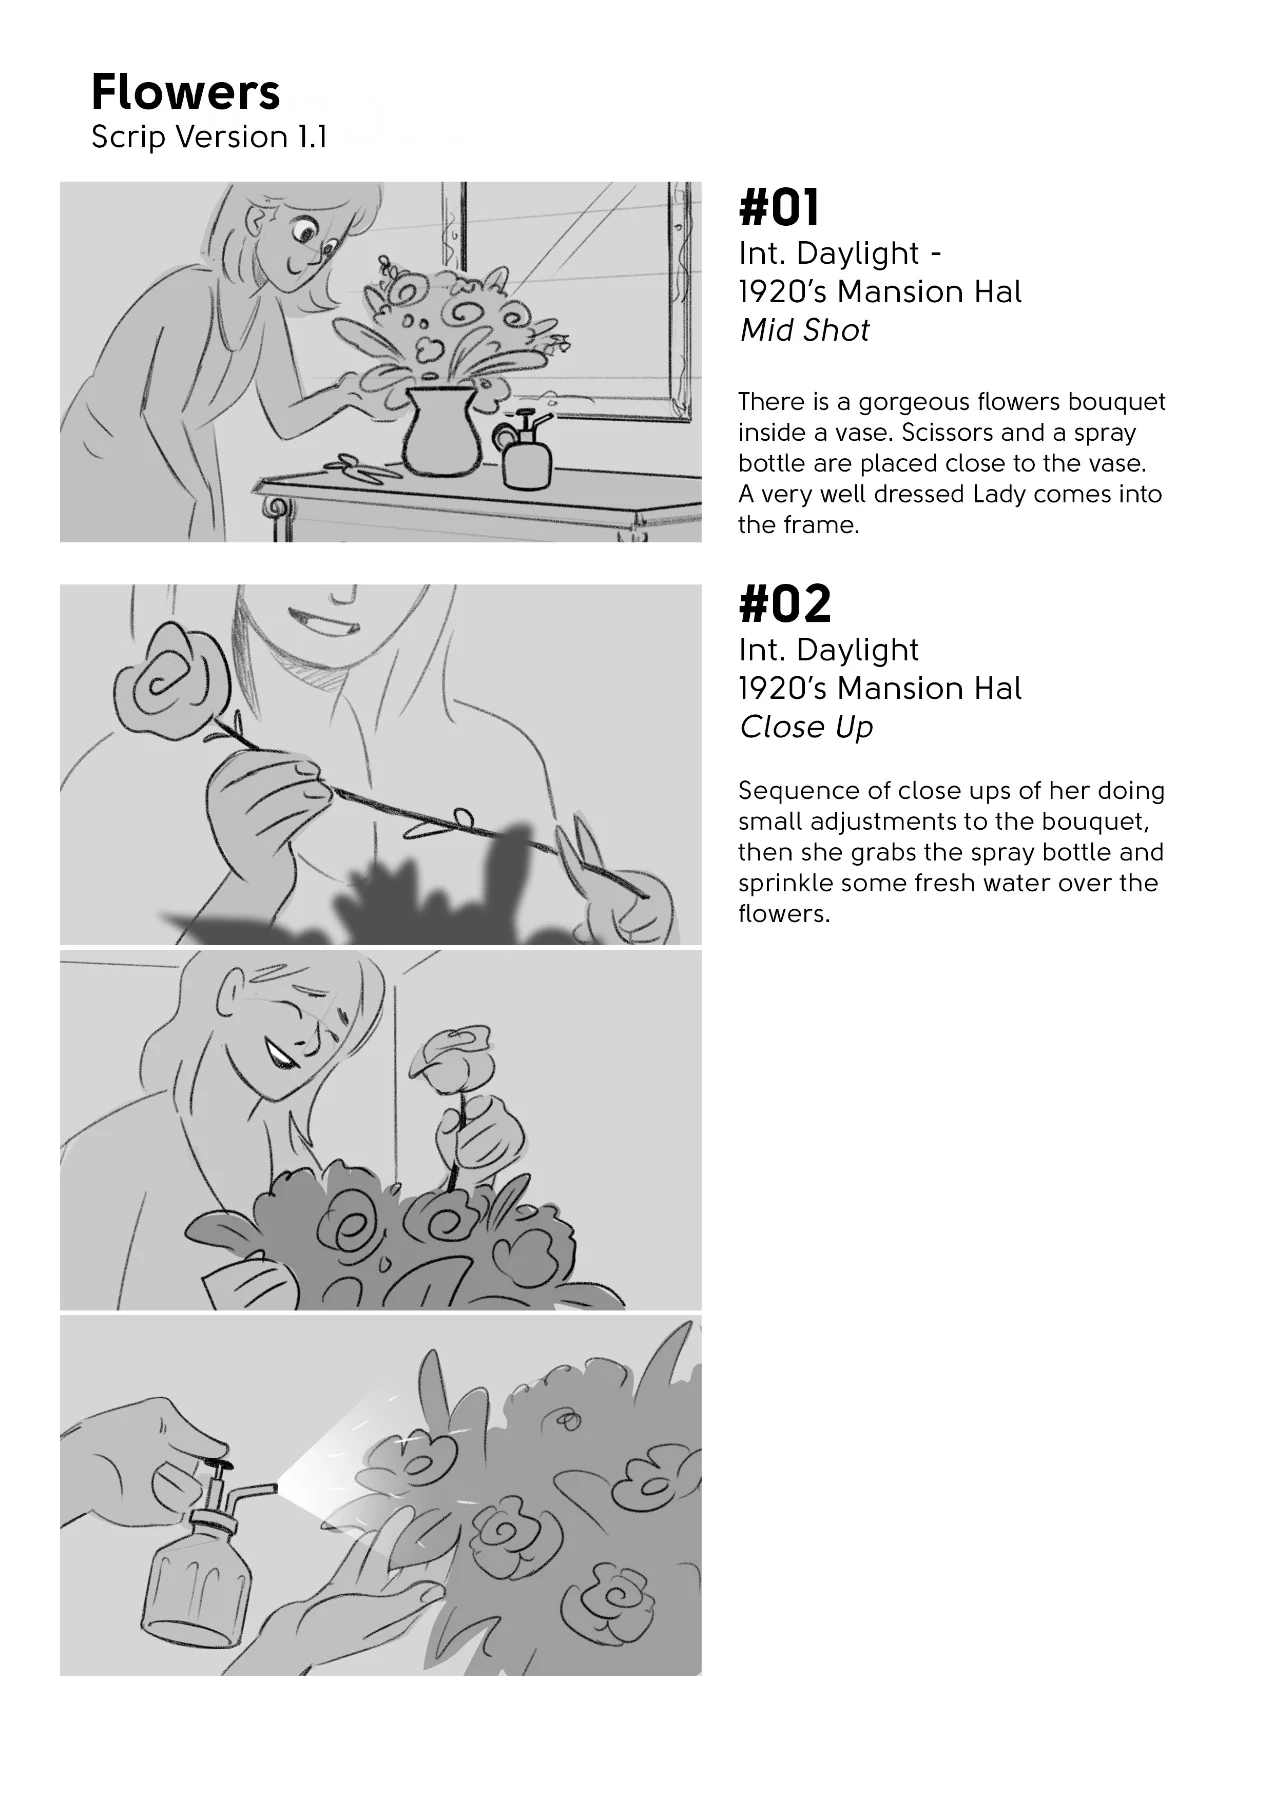 Flowers
Scrip Version 1.1
#01
Int. Daylight -
1920's Mansion Hal
Mid Shot
There is a gorgeous flowers bouquet
inside a vase. Scissors and a spray
bottle are placed close to the vase.
A very well dressed Lady comes into
the frame.
#02
Int. Daylight
1920's Mansion Hal
Close Up
Sequence of close ups of her doing
small adjustments to the bouquet,
then she grabs the spray bottle and
sprinkle some fresh water over the
flowers.